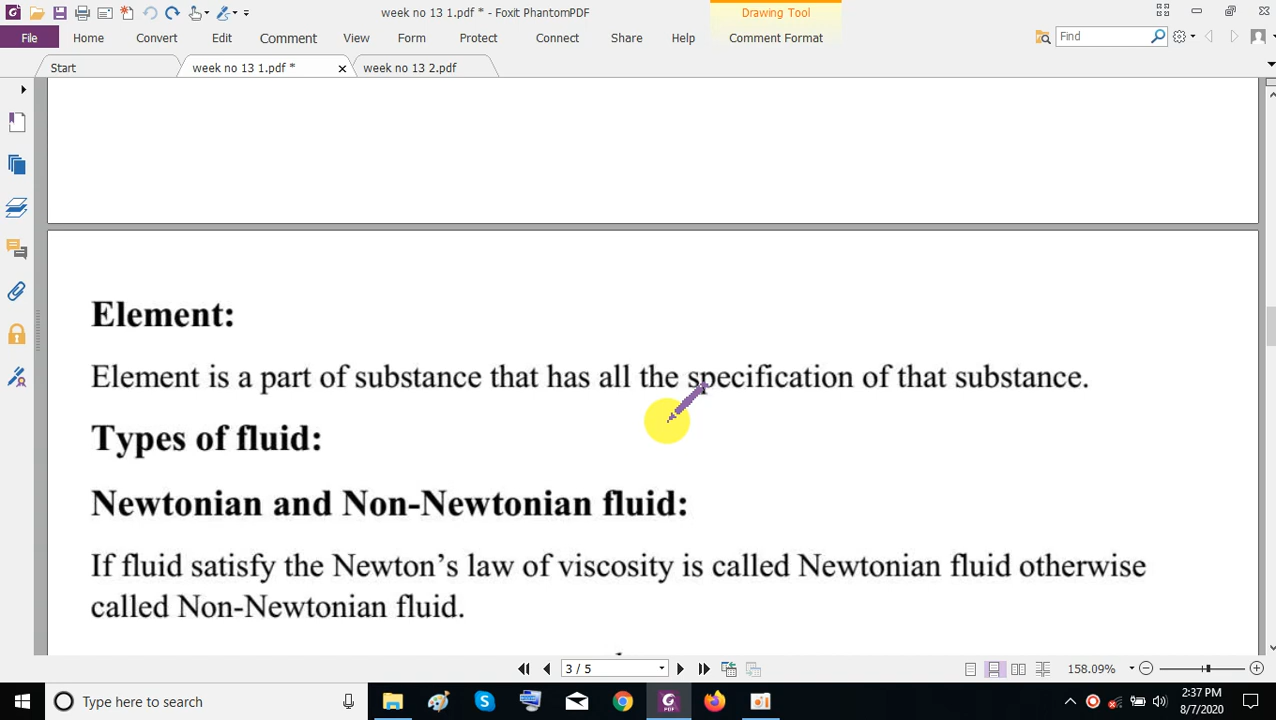 week no 13 1.pdf * - Foxit PhantomPDF
Drawing Tool
File Home Convert Edit Comment View Form Protect Connect Share Help Comment Format Find
Start week no 13 1.pdf * week no 13 2.pdf
Element:
Element is a part of substance that has all the specification of that substance.
Types of fluid:
Newtonian and Non-Newtonian fluid:
If fluid satisfy the Newton’s law of viscosity is called Newtonian fluid otherwise
called Non-Newtonian fluid.
3 / 5 158.09%
Type here to search
2:37 PM
8/7/2020